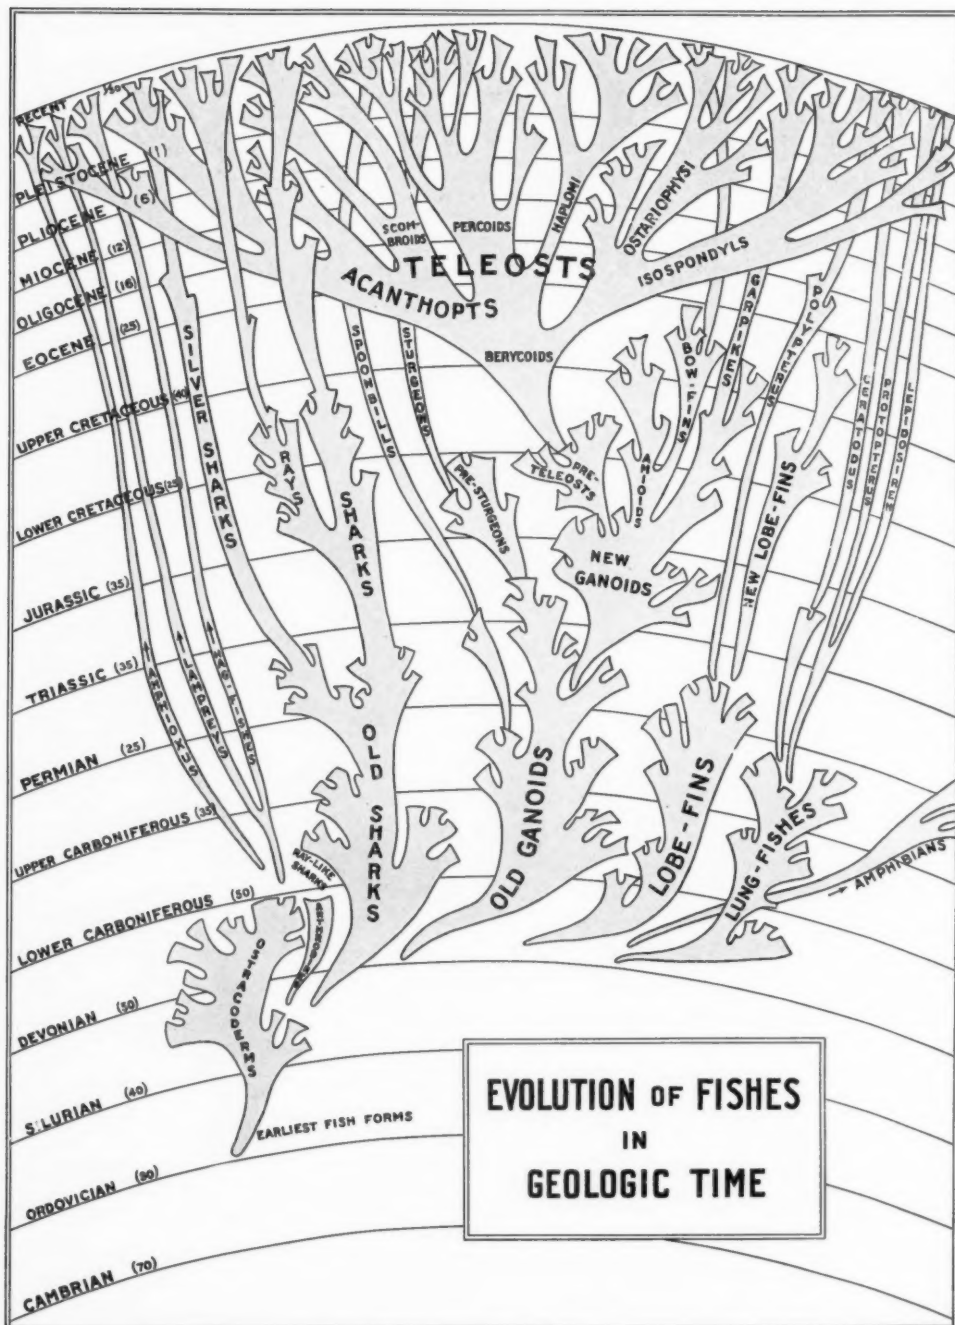 RECENT
PLEISTOCENE (1)
PLIOCENE (6)
MIOCENE (12)
OLIGOCENE (16)
EOCENE (25)
UPPER CRETACEOUS (40)
LOWER CRETACEOUS (25)
JURASSIC (35)
TRIASSIC (35)
PERMIAN (25)
UPPER CARBONIFEROUS (35)
LOWER CARBONIFEROUS (50)
DEVONIAN (50)
SILURIAN (40)
ORDOVICIAN
CAMBRIAN (70)
SCOM-
BROIDS
PERCOIDS
HAPLOMI
OSTARIOPHYSI
TELEOSTS
ISOSPONDYLS
ACANTHOPTS
BERYCOIDS
SILVER SHARKS
RAYS
SHARKS
SPOONBILLS
STURGEONS
PRE-STURGEONS
PRE-
TELEOSTS
AMIOIDS
BOW-FINS
GARPIKES
POLYPTERUS
NEW LOBE-FINS
CERATODUS
PROTOPTERUS
LEPIDOSIREN
NEW
GANOIDS
AMPHIOXUS
LAMPREYS
HAG-FISHES
OLD SHARKS
RAY-LIKE
SHARKS
OLD GANOIDS
LOBE-FINS
LUNG-FISHES
AMPHIBIANS
OSTRACODERMS
EARLIEST FISH FORMS
EVOLUTION OF FISHES
IN
GEOLOGIC TIME